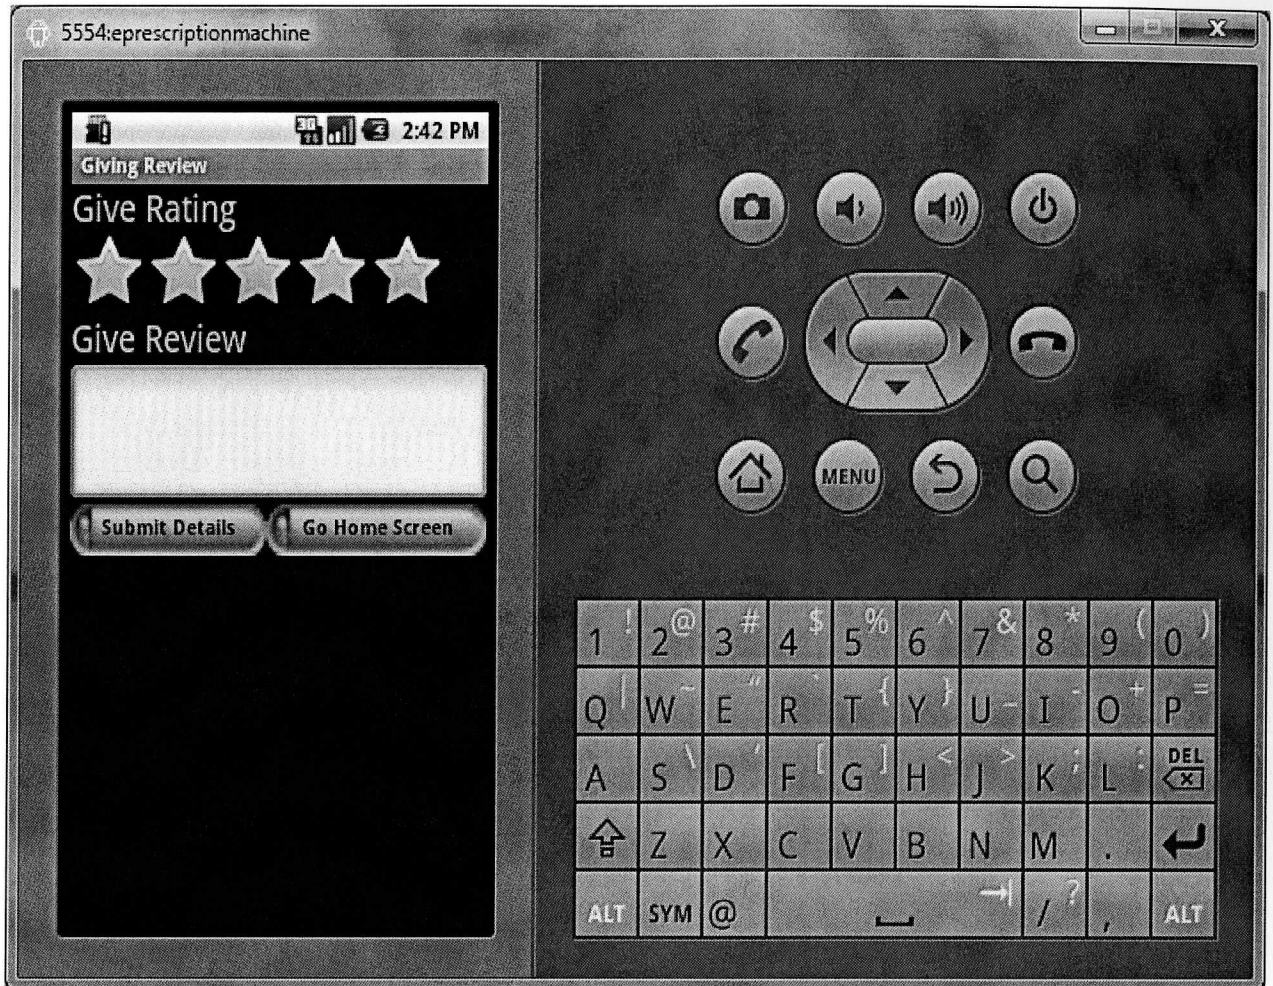 5554:eprescriptionmachine
2:42 PM
Giving Review
Give Rating
Give Review
Submit Details
Go Home Screen
MENU
1 ! 2 @ 3 # 4 $ 5 % 6 ^ 7 & 8 * 9 ( 0 )
Q | W ~ E " R ` T { Y } U _ I - O + P =
A S \ D ' F [ G ] H < J > K ; L : DEL
Z X C V B N M .
ALT SYM @ / ? , ALT